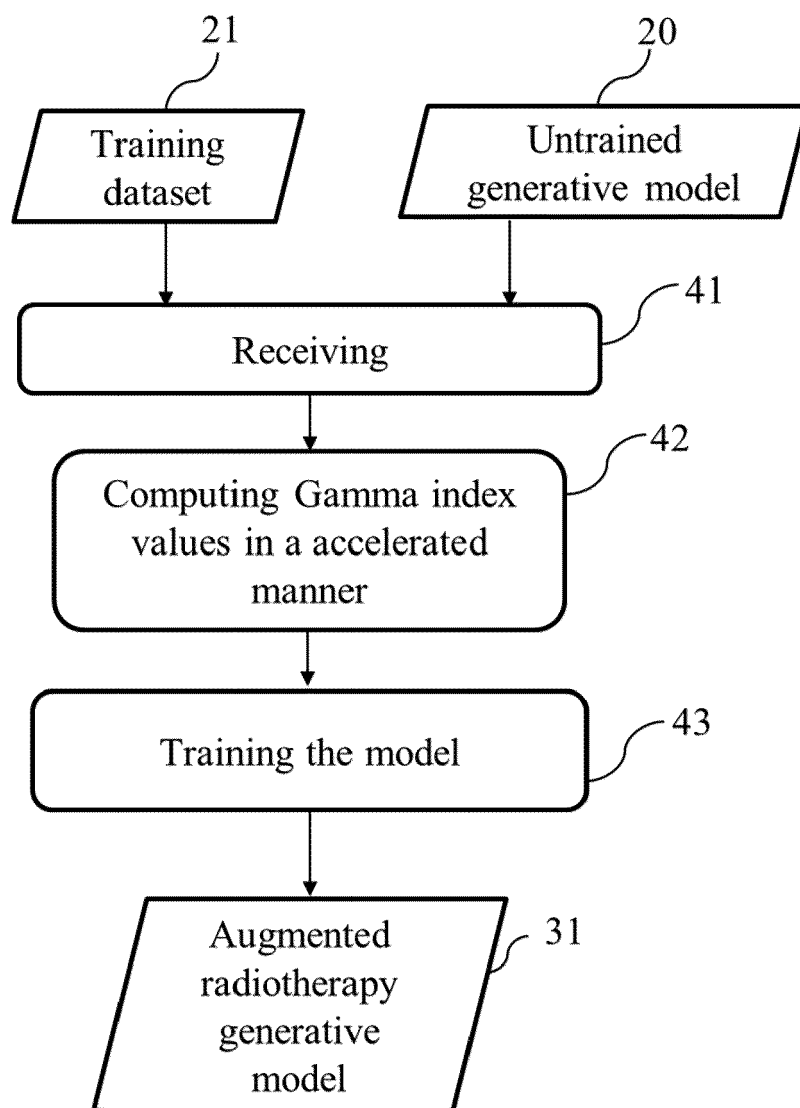 21
20
Training
dataset
Untrained
generative model
41
Receiving
42
Computing Gamma index
values in a accelerated
manner
43
Training the model
31
Augmented
radiotherapy
generative
model